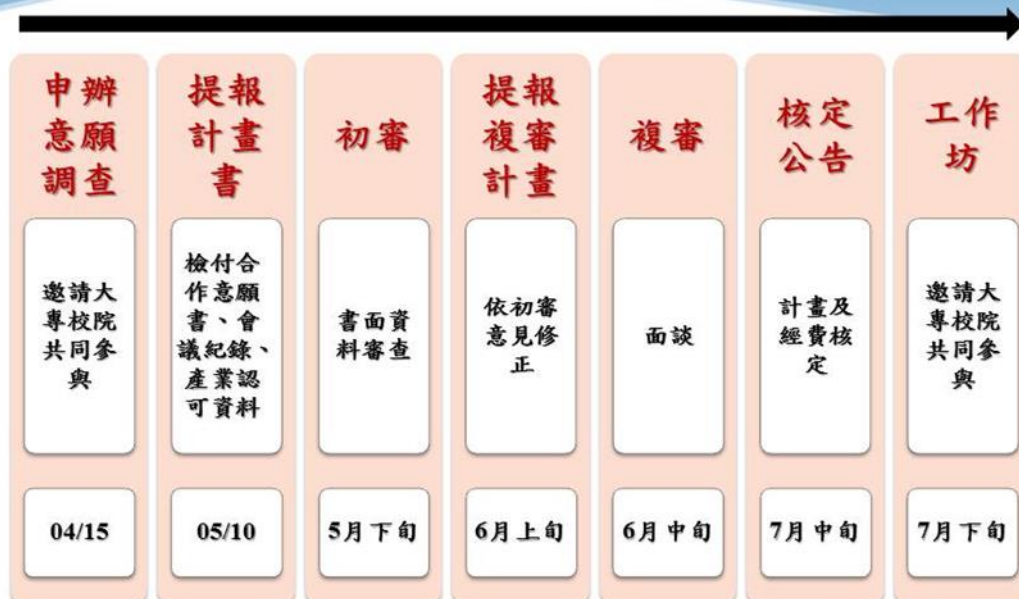 申辦
意願
調查
邀請大
專校院
共同參
與
04/15
提報
計畫
書
檢付合
作意願
書、會
議紀錄、
產業認
可資料
05/10
初審
書面資
料審查
5月下旬
提報
複審
計畫
依初審
意見修
正
6月上旬
複審
面談
6月中旬
核定
公告
計畫及
經費核
定
7月中旬
工作
坊
邀請大
專校院
共同參
與
7月下旬